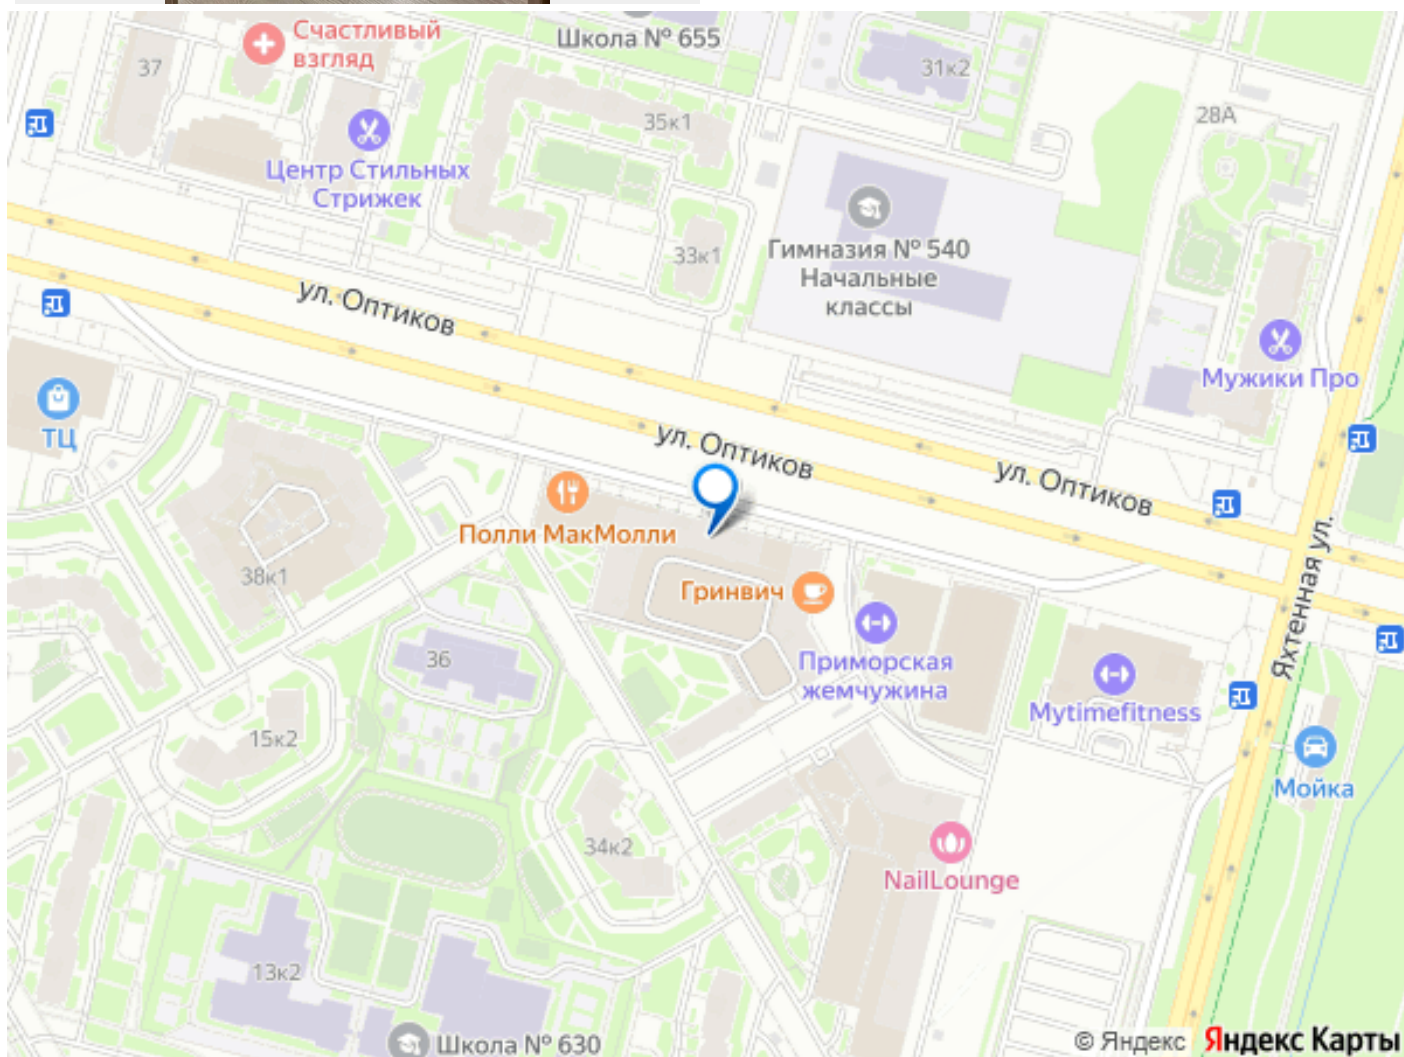 Счастливый
взгляд
Школа № 655
37
31к2
28А
35к1
Центр Стильных
Стрижек
Гимназия № 540
Начальные
классы
33к1
ул. Оптиков
Мужики Про
ТЦ
ул. Оптиков
ул. Оптиков
Полли МакМолли
38к1
Гринвич
Яхтенная ул.
36
Приморская
жемчужина
Mytimefitness
15к2
Мойка
34к2
NailLounge
13к2
Школа № 630
© Яндекс Яндекс Карты